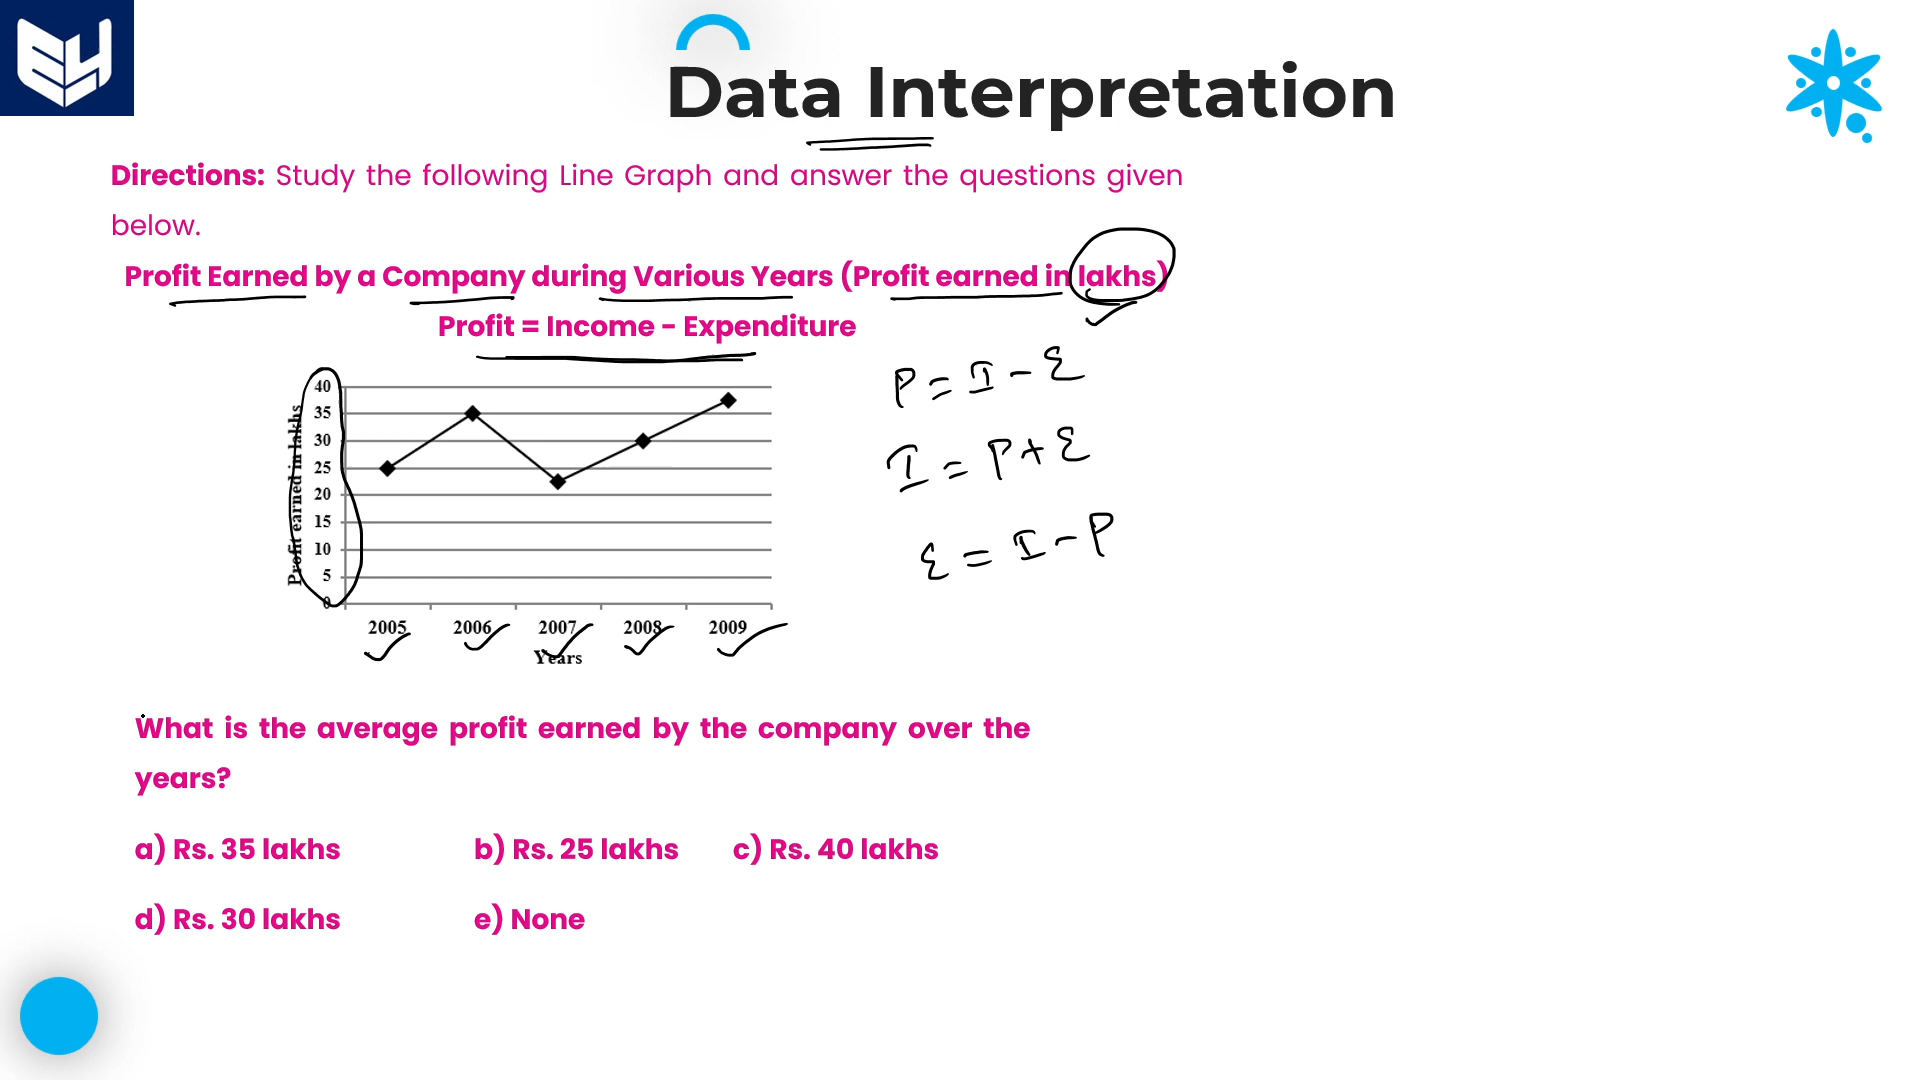 Data Interpretation
Directions: Study the following Line Graph and answer the questions given
below.
Profit Earned by a Company during Various Years (Profit earned in lakhs)
Profit = Income - Expenditure
P = I - E
I = P + E
E = I - P
Profit earned in lakhs
40
35
30
25
20
15
10
5
0
2005 2006 2007 2008 2009
Years
What is the average profit earned by the company over the
years?
a) Rs. 35 lakhs b) Rs. 25 lakhs c) Rs. 40 lakhs
d) Rs. 30 lakhs e) None